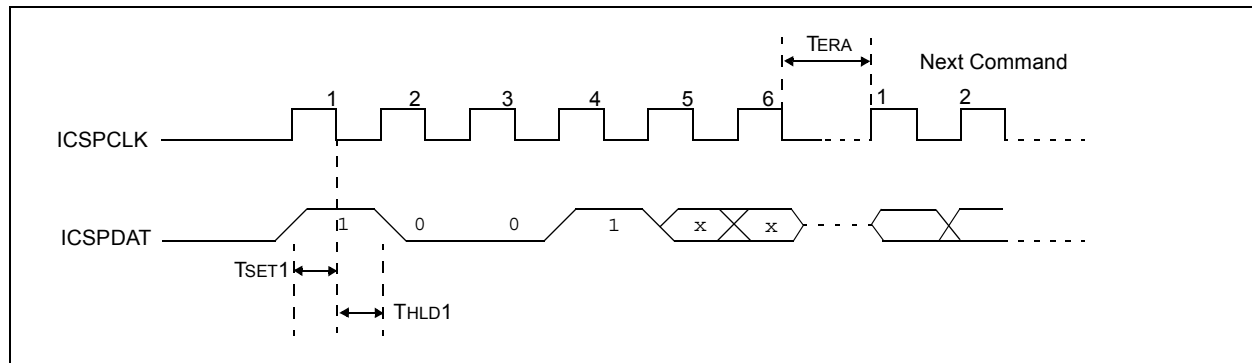 TERA
Next Command
1 2 3 4 5 6 1 2
ICSPCLK
ICSPDAT
1 0 0 1 x x
TSET1
THLD1